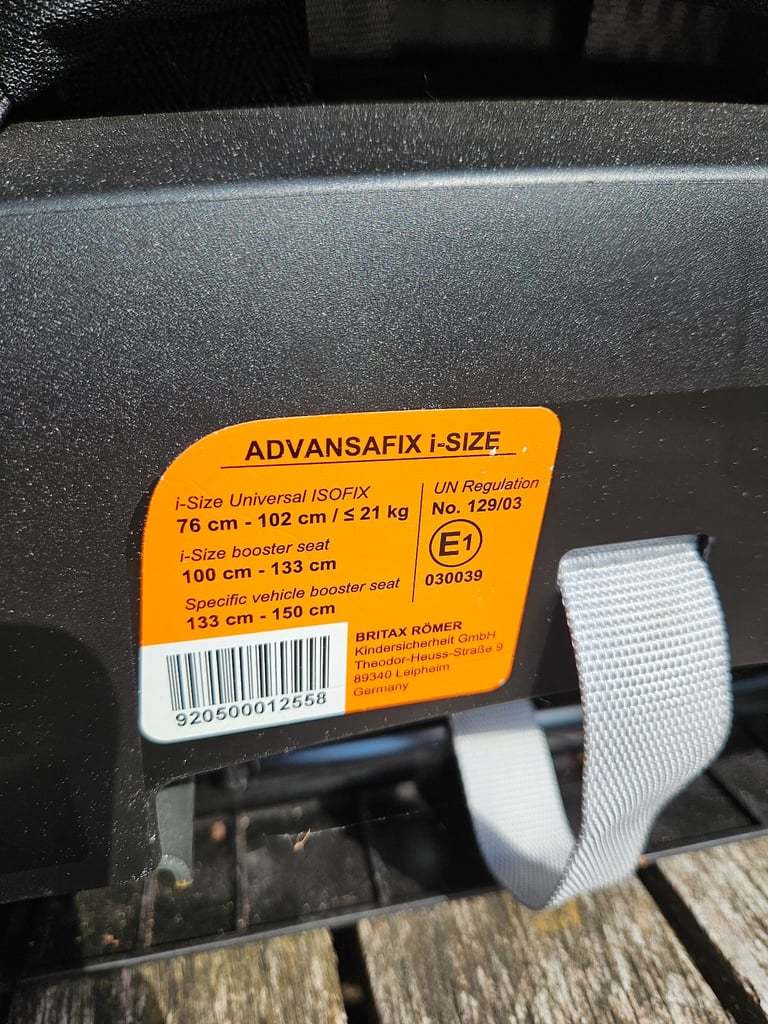 ADVANSAFIX i-SIZE
i-Size Universal ISOFIX
76 cm - 102 cm / ≤ 21 kg
i-Size booster seat
100 cm - 133 cm
Specific vehicle booster seat
133 cm - 150 cm
UN Regulation
No. 129/03
E1
030039
BRITAX RÖMER
Kindersicherheit GmbH
Theodor-Heuss-Straße 9
89340 Leipheim
Germany
920500012558